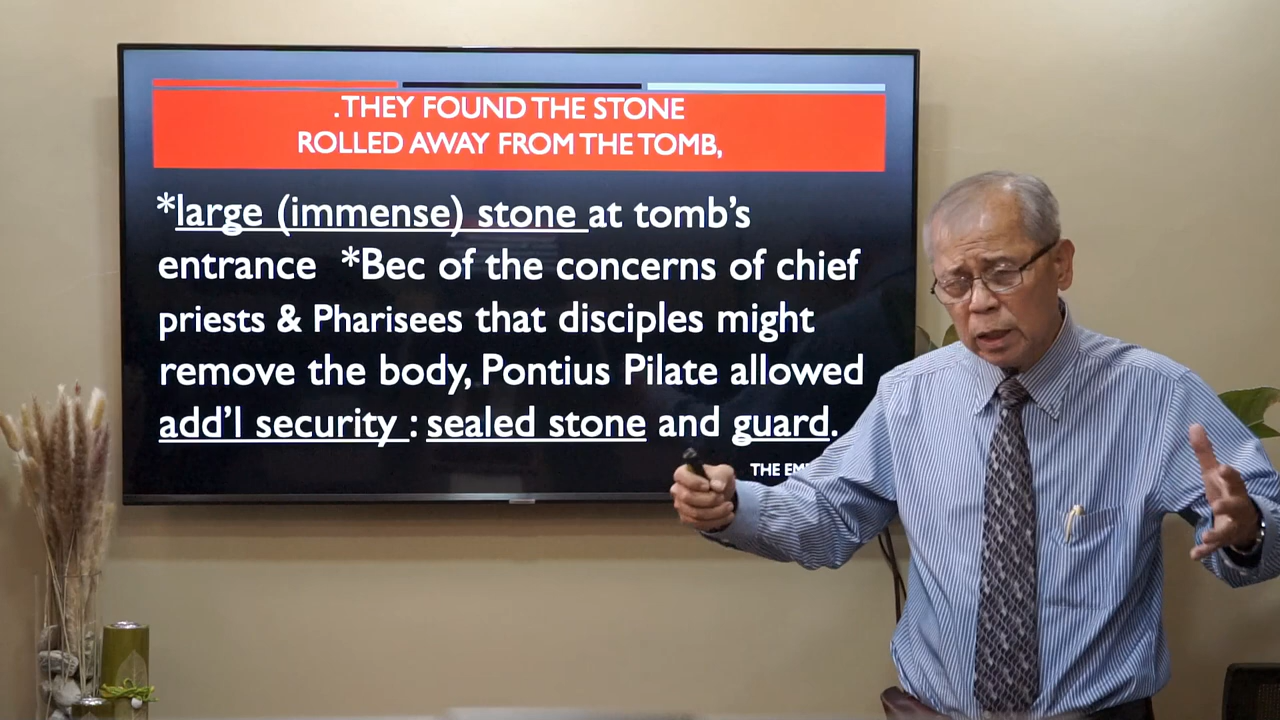 .THEY FOUND THE STONE
ROLLED AWAY FROM THE TOMB,
*large (immense) stone at tomb’s
entrance *Bec of the concerns of chief
priests & Pharisees that disciples might
remove the body, Pontius Pilate allowed
add’l security : sealed stone and guard.
THE